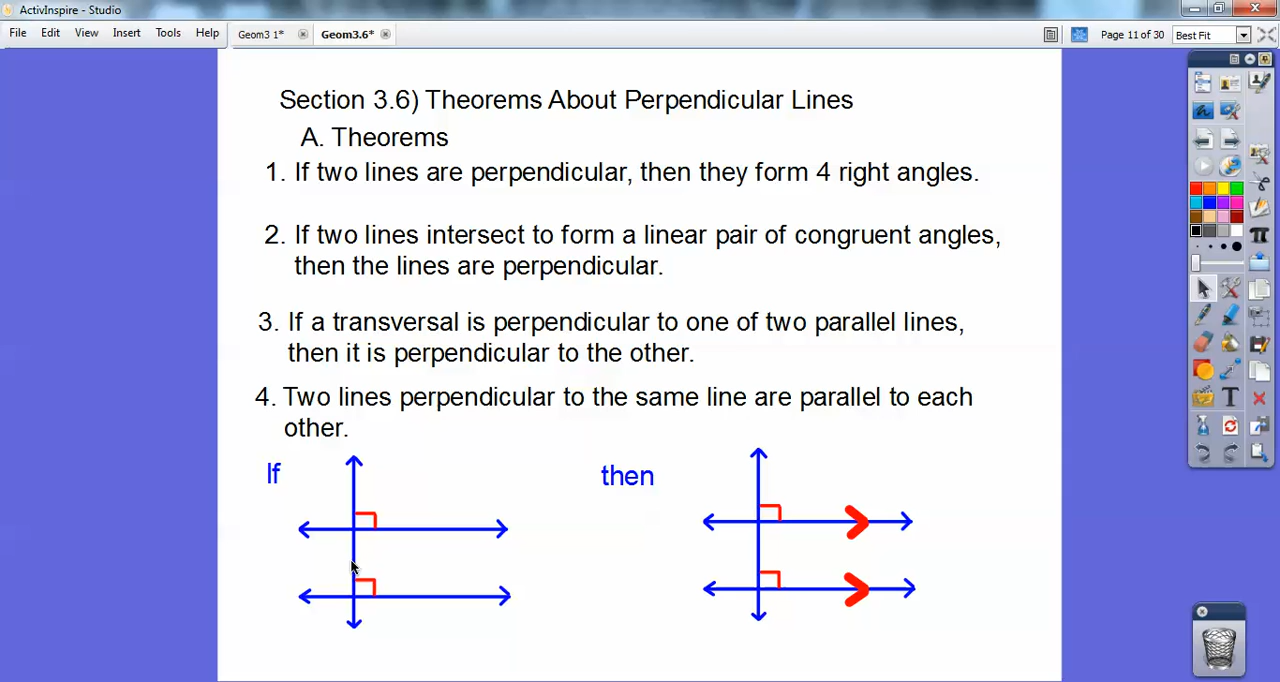 ActivInspire - Studio
File Edit View Insert Tools Help
Geom3 1* Geom3.6*
Page 11 of 30 Best Fit
Section 3.6) Theorems About Perpendicular Lines
A. Theorems
1. If two lines are perpendicular, then they form 4 right angles.
2. If two lines intersect to form a linear pair of congruent angles,
then the lines are perpendicular.
3. If a transversal is perpendicular to one of two parallel lines,
then it is perpendicular to the other.
4. Two lines perpendicular to the same line are parallel to each
other.
If then